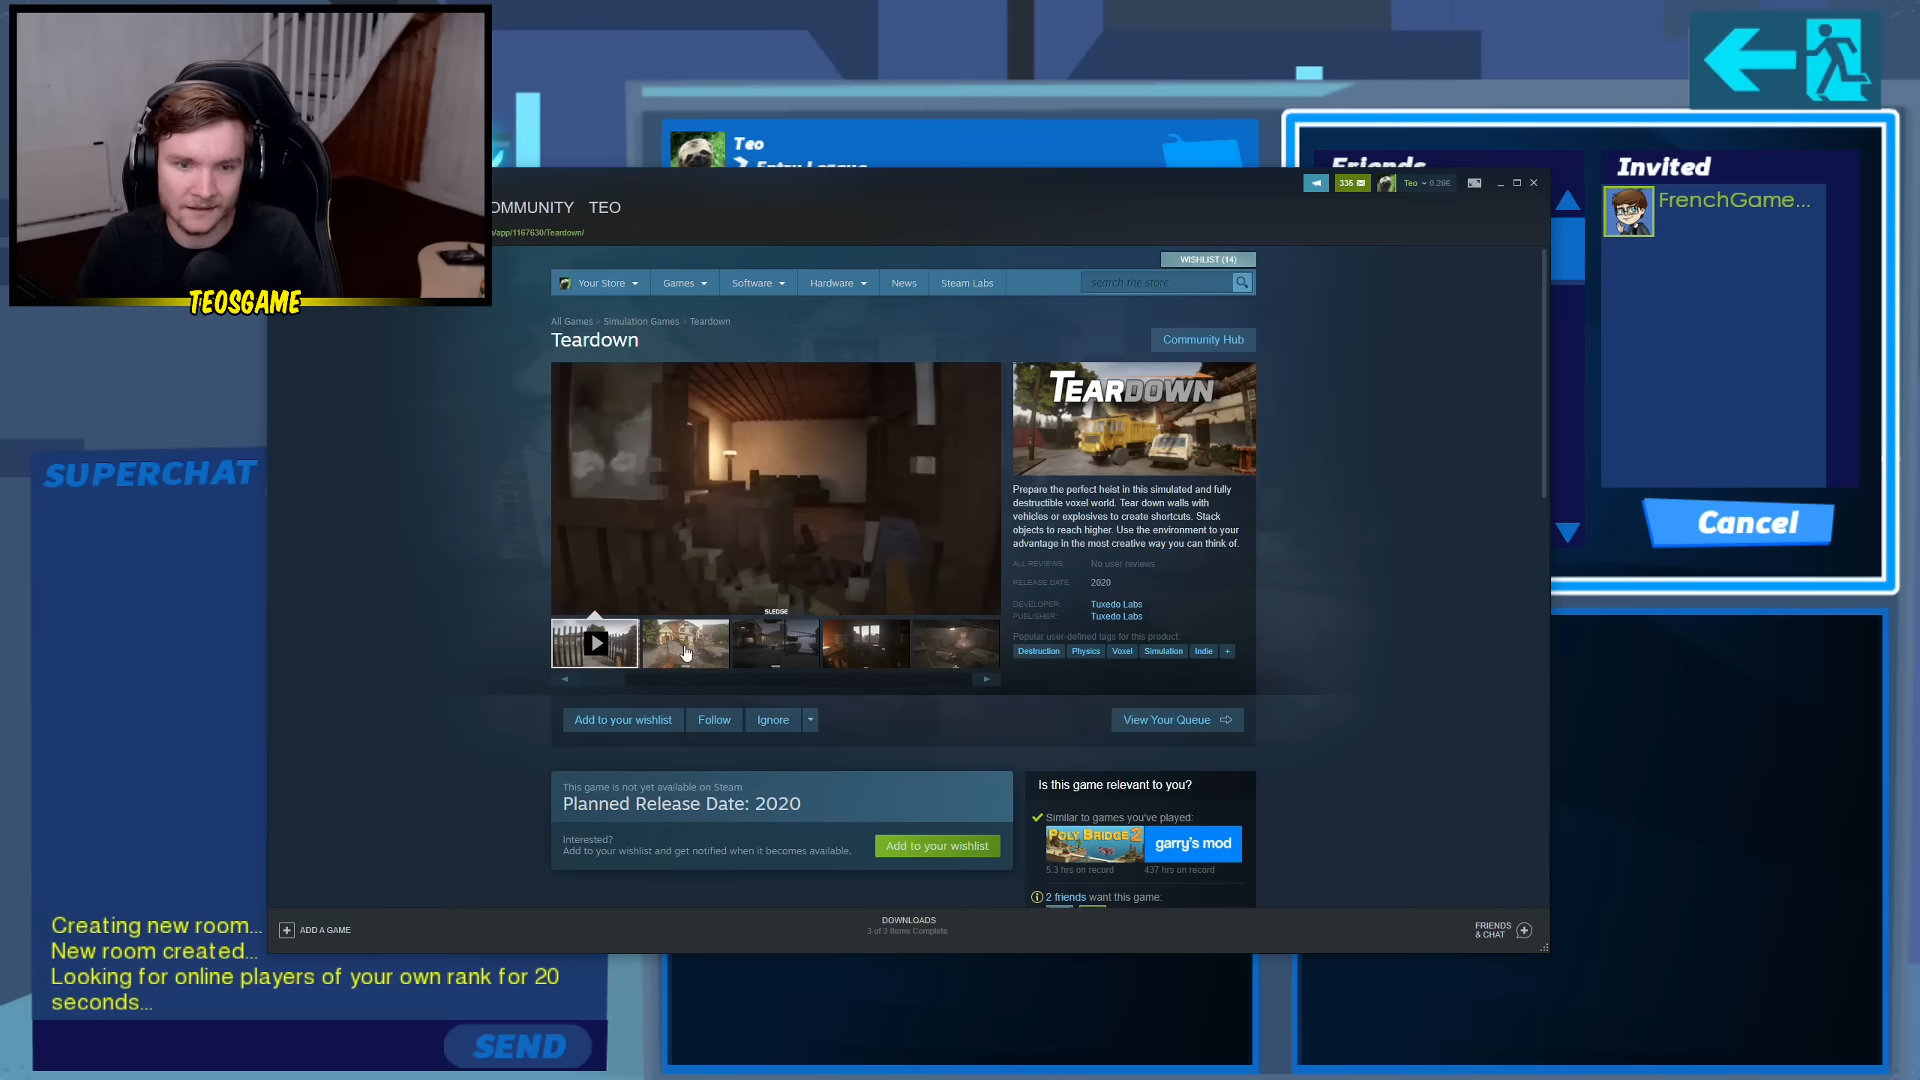 TEOSGAME
Teo
Invited
FrenchGame...
Cancel
SUPERCHAT
Creating new room...
New room created...
Looking for online players of your own rank for 20
seconds...
SEND
335
Teo
0.26€
OMMUNITY TEO
/app/1167630/Teardown/
WISHLIST (14)
Your Store
Games
Software
Hardware
News
Steam Labs
search the store
All Games > Simulation Games > Teardown
Teardown
Community Hub
TEARDOWN
Prepare the perfect heist in this simulated and fully
destructible voxel world. Tear down walls with
vehicles or explosives to create shortcuts. Stack
objects to reach higher. Use the environment to your
advantage in the most creative way you can think of.
ALL REVIEWS: No user reviews
RELEASE DATE: 2020
DEVELOPER: Tuxedo Labs
PUBLISHER: Tuxedo Labs
Popular user-defined tags for this product:
Destruction Physics Voxel Simulation Indie +
SLEDGE
Add to your wishlist
Follow
Ignore
View Your Queue
This game is not yet available on Steam
Planned Release Date: 2020
Interested?
Add to your wishlist and get notified when it becomes available.
Add to your wishlist
Is this game relevant to you?
Similar to games you've played:
POLY BRIDGE 2
garry's mod
5.3 hrs on record
437 hrs on record
2 friends want this game:
ADD A GAME
DOWNLOADS
3 of 3 Items Complete
FRIENDS
& CHAT